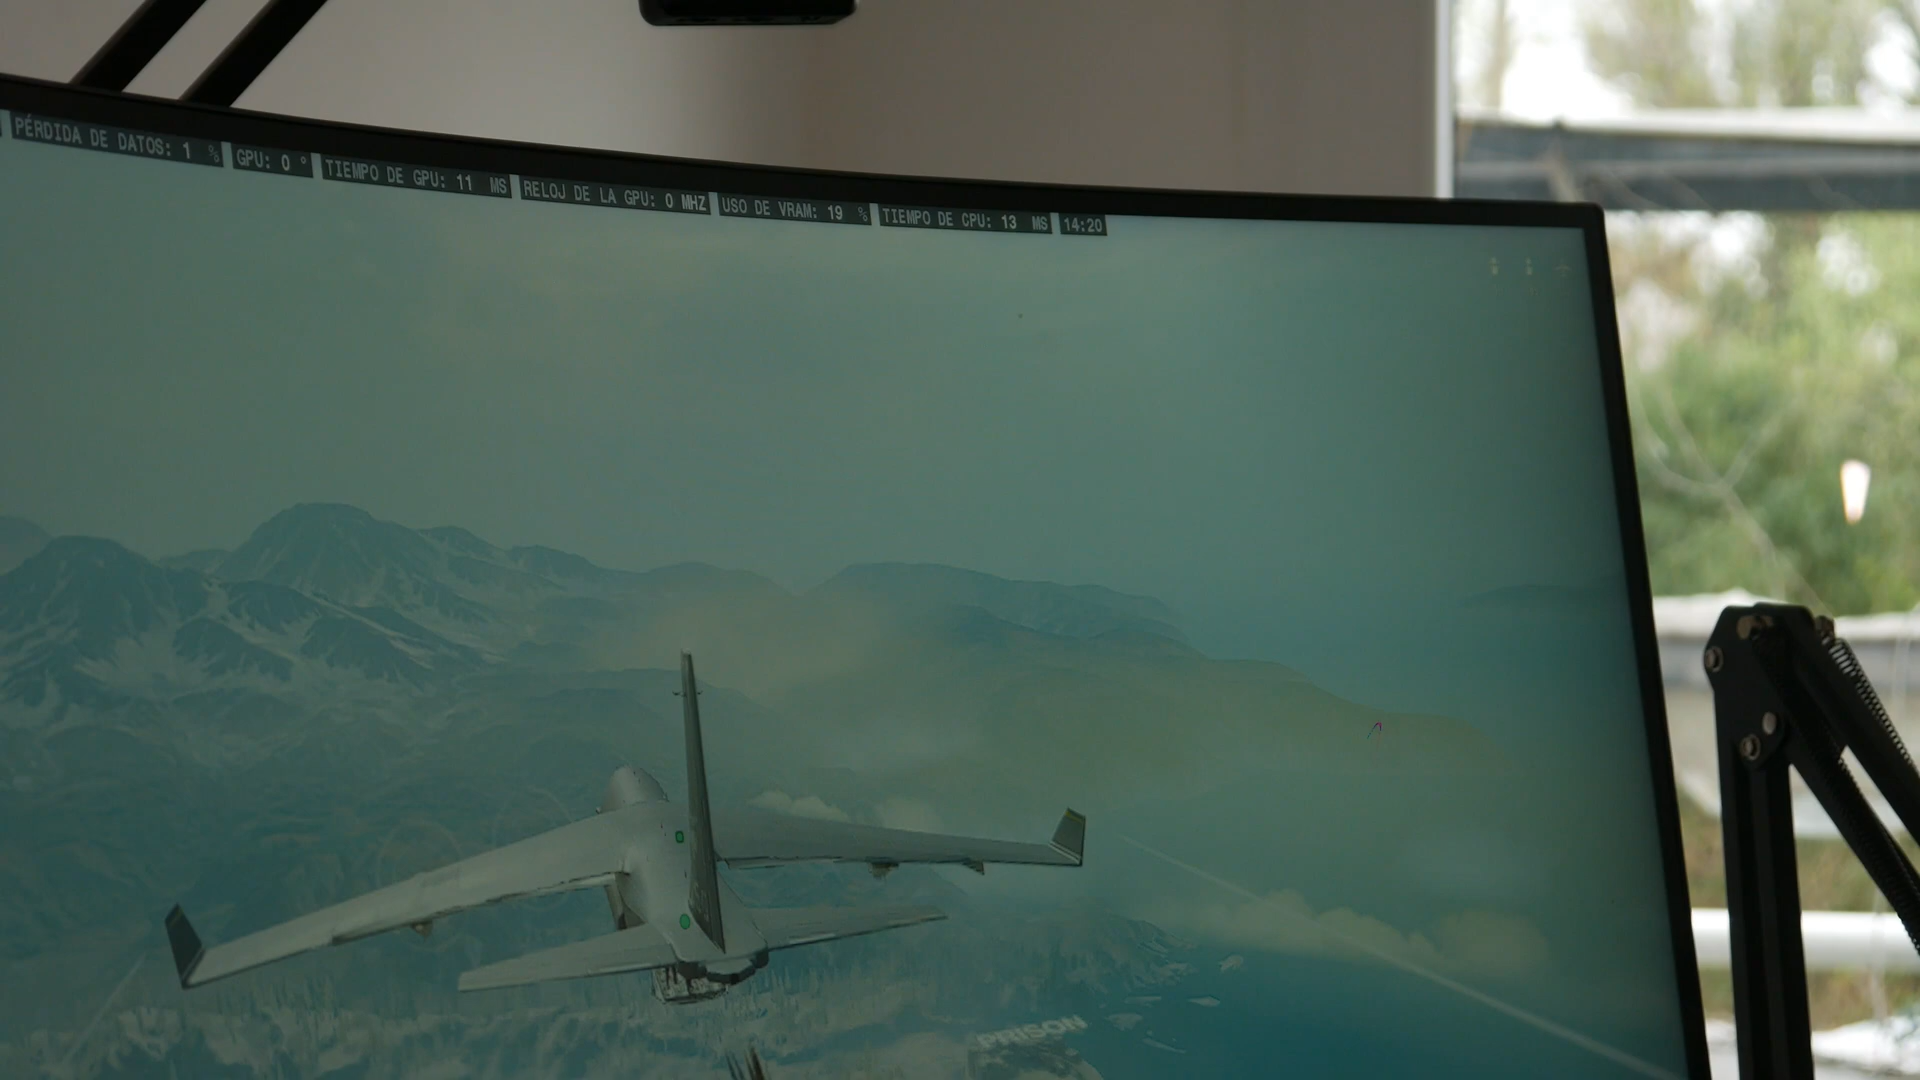 PÉRDIDA DE DATOS: 1 % GPU: 0 ° TIEMPO DE GPU: 11 MS RELOJ DE LA GPU: 0 MHZ USO DE VRAM: 19 % TIEMPO DE CPU: 13 MS 14:20
PRISON